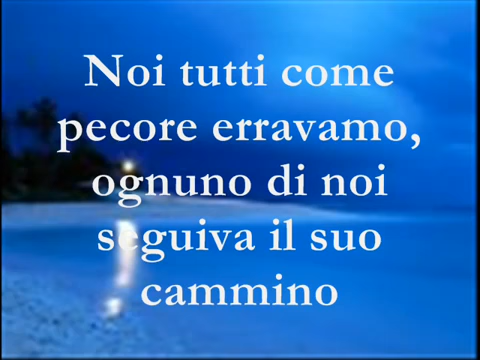 Noi tutti come
pecore erravamo,
ognuno di noi
seguiva il suo
cammino